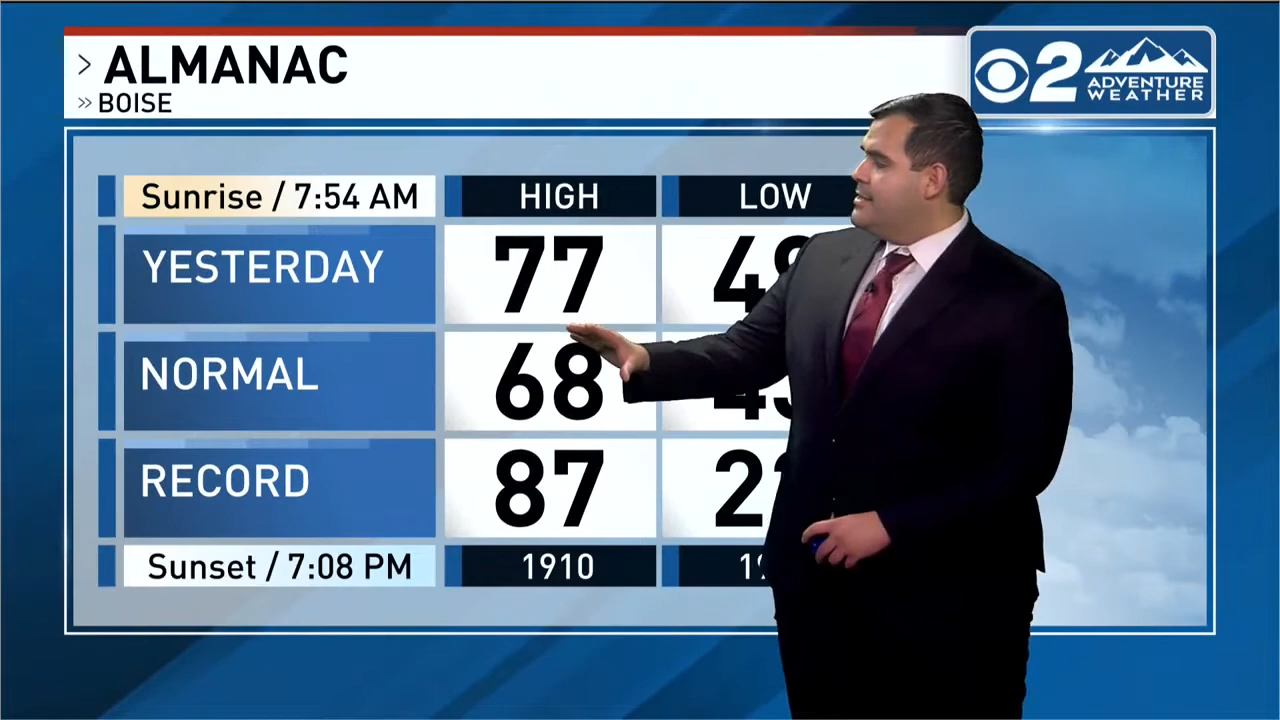 > ALMANAC
» BOISE
2 ADVENTURE WEATHER
Sunrise / 7:54 AM HIGH LOW
YESTERDAY 77
NORMAL 68
RECORD 87
Sunset / 7:08 PM 1910